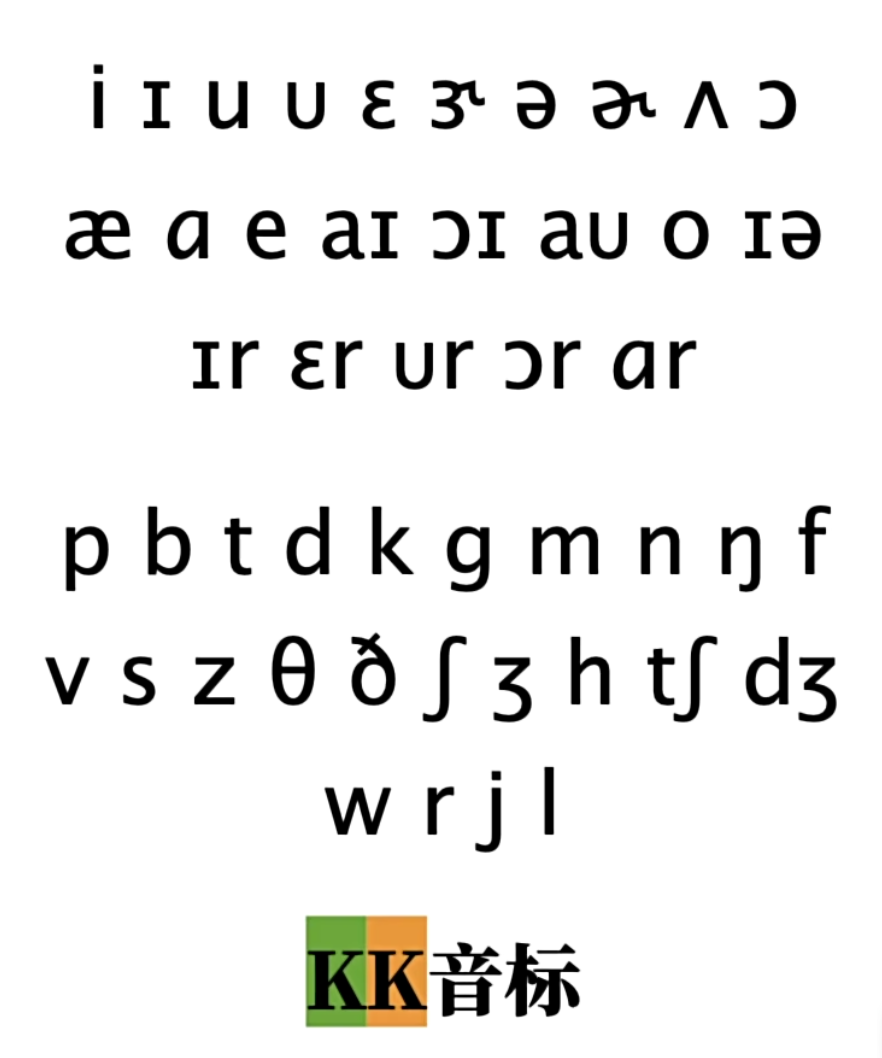 i ɪ u ʊ ɛ ɝ ə ɚ ʌ ɔ
æ ɑ e aɪ ɔɪ aʊ o ɪə
ɪr ɛr ʊr ɔr ɑr
p b t d k g m n ŋ f
v s z θ ð ʃ ʒ h tʃ dʒ
w r j l
KK音标